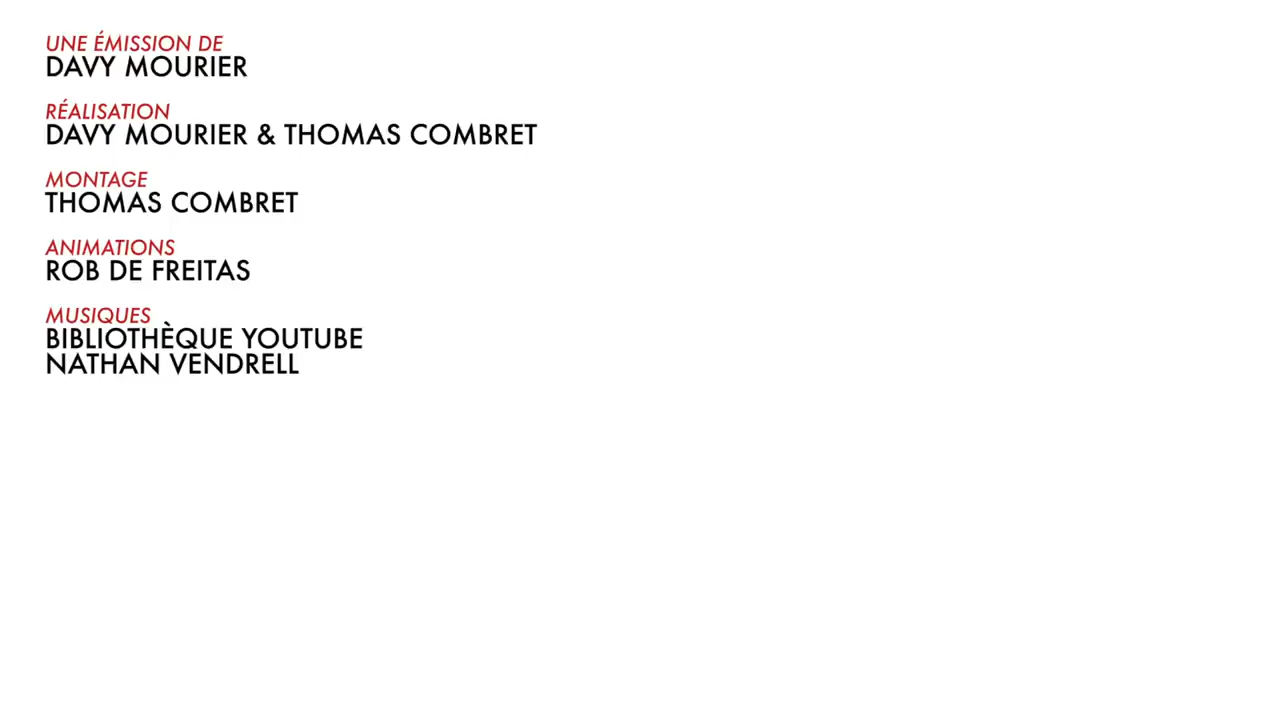 UNE ÉMISSION DE
DAVY MOURIER
RÉALISATION
DAVY MOURIER & THOMAS COMBRET
MONTAGE
THOMAS COMBRET
ANIMATIONS
ROB DE FREITAS
MUSIQUES
BIBLIOTHÈQUE YOUTUBE
NATHAN VENDRELL